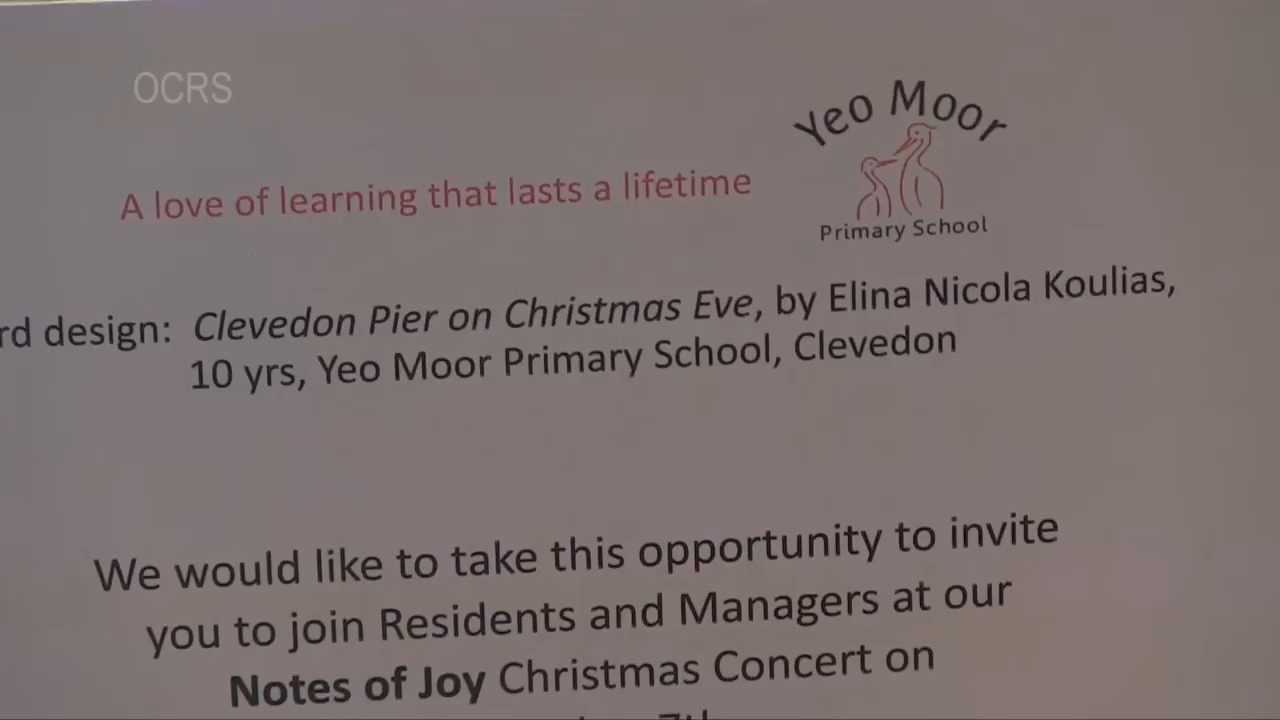 OCRS
Yeo Moor
Primary School
A love of learning that lasts a lifetime
rd design: Clevedon Pier on Christmas Eve, by Elina Nicola Koulias,
10 yrs, Yeo Moor Primary School, Clevedon
We would like to take this opportunity to invite
you to join Residents and Managers at our
Notes of Joy Christmas Concert on